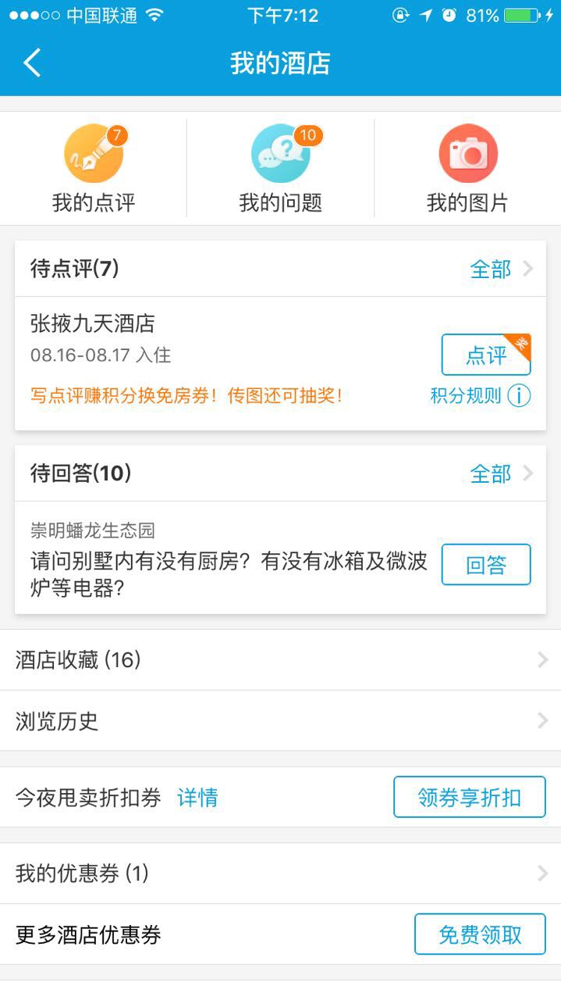 中国联通 下午7:12 81%
我的酒店
7 10
我的点评 我的问题 我的图片
待点评(7) 全部
张掖九天酒店
08.16-08.17 入住
点评 奖
写点评赚积分换免房券！传图还可抽奖！ 积分规则
待回答(10) 全部
崇明蟠龙生态园
请问别墅内有没有厨房？有没有冰箱及微波
炉等电器？
回答
酒店收藏 (16)
浏览历史
今夜甩卖折扣券 详情 领券享折扣
我的优惠券 (1)
更多酒店优惠券 免费领取